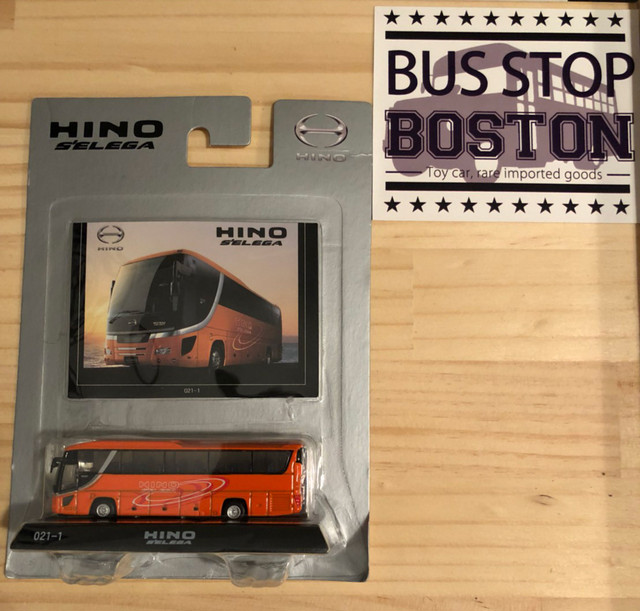 HINO
S'ELEGA
HINO
HINO
HINO
S'ELEGA
021-1
021-1
HINO
S'ELEGA
BUS STOP
BOSTON
Toy car, rare imported goods